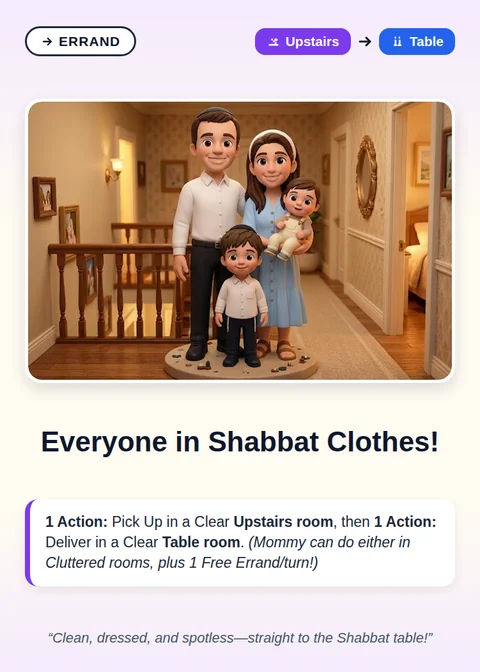 → ERRAND
Upstairs → Table
Everyone in Shabbat Clothes!
1 Action: Pick Up in a Clear Upstairs room, then 1 Action:
Deliver in a Clear Table room. (Mommy can do either in
Cluttered rooms, plus 1 Free Errand/turn!)
“Clean, dressed, and spotless—straight to the Shabbat table!”